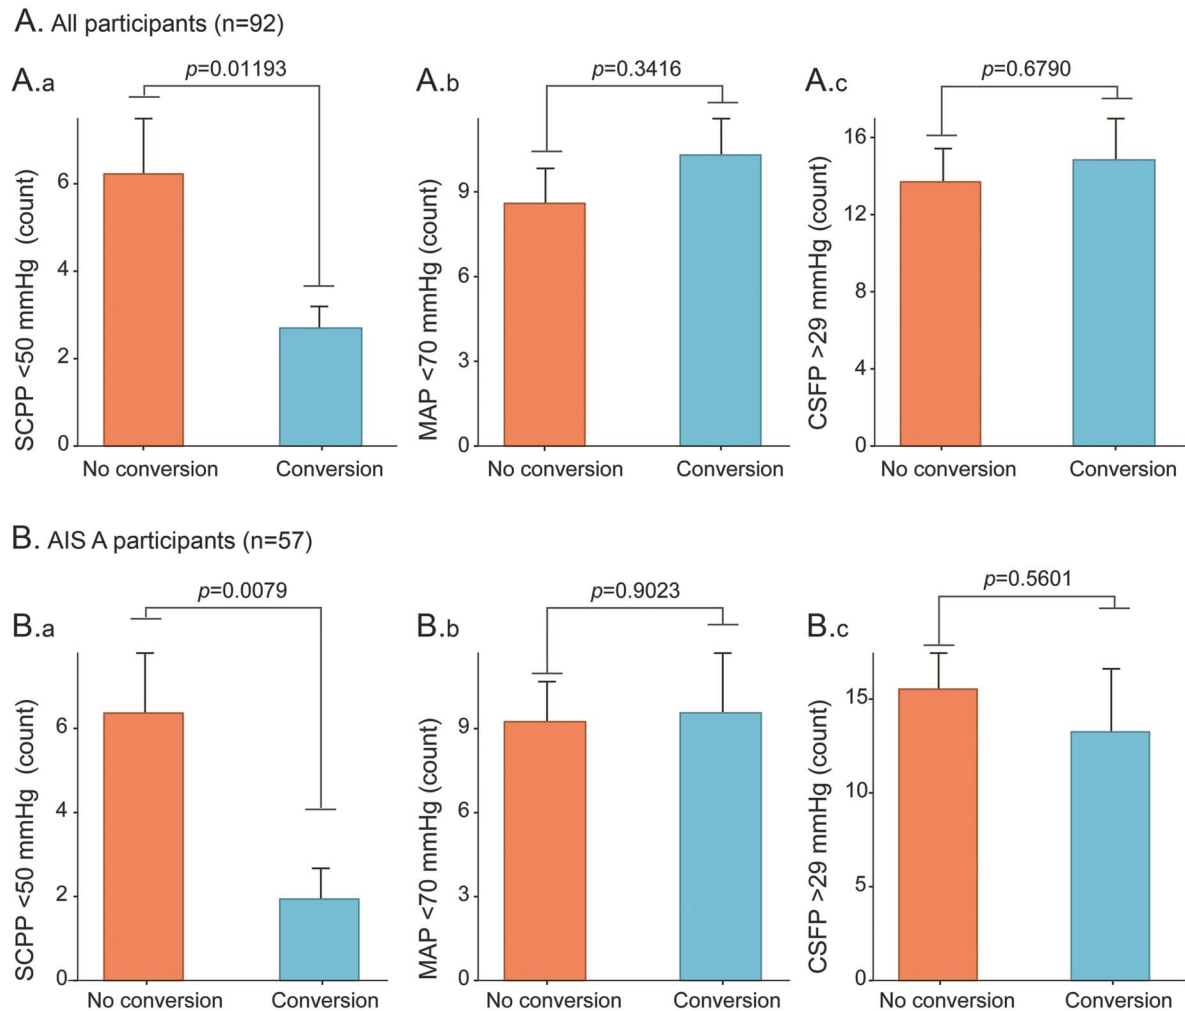 A. All participants (n=92)
A.a
p=0.01193
SCPP <50 mmHg (count)
6
4
2
0
No conversion
Conversion
A.b
p=0.3416
MAP <70 mmHg (count)
9
6
3
0
No conversion
Conversion
A.c
p=0.6790
CSFP >29 mmHg (count)
16
12
8
4
0
No conversion
Conversion
B. AIS A participants (n=57)
B.a
p=0.0079
SCPP <50 mmHg (count)
6
4
2
0
No conversion
Conversion
B.b
p=0.9023
MAP <70 mmHg (count)
9
6
3
0
No conversion
Conversion
B.c
p=0.5601
CSFP >29 mmHg (count)
15
10
5
0
No conversion
Conversion